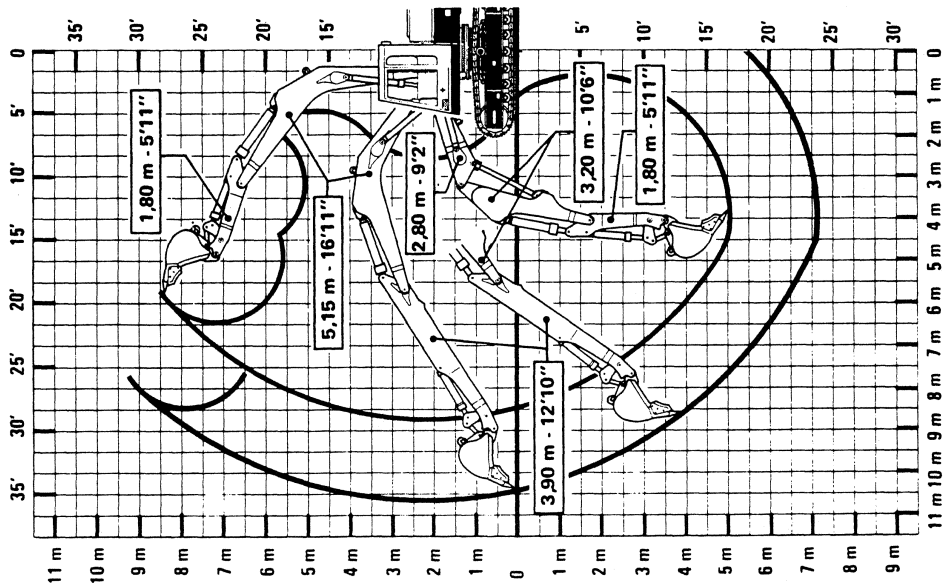 35' 30' 25' 20' 15' 10' 5' 0
11 m
10 m
9 m
8 m
7 m
6 m
5 m
4 m
3 m
2 m
1 m
0
1 m
2 m
3 m
4 m
5 m
6 m
7 m
8 m
9 m
35'
30'
25'
20'
15'
5'
10'
15'
20'
25'
30'
1,80 m - 5'11''
5,15 m - 16'11''
2,80 m - 9'2''
3,90 m - 12'10''
3,20 m - 10'6''
1,80 m - 5'11''
11 m 10 m 9 m 8 m 7 m 6 m 5 m 4 m 3 m 2 m 1 m 0